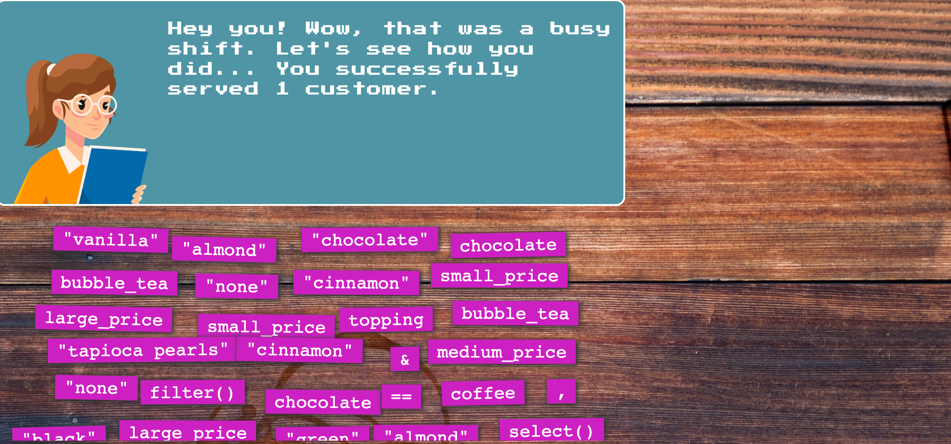 Hey you! Wow, that was a busy
shift. Let's see how you
did... You successfully
served 1 customer.
"vanilla" "almond" "chocolate" chocolate
bubble_tea "none" "cinnamon" small_price
large_price small_price topping bubble_tea
"tapioca pearls" "cinnamon" & medium_price
"none" filter() chocolate == coffee ,
"black" large_price "green" "almond" select()